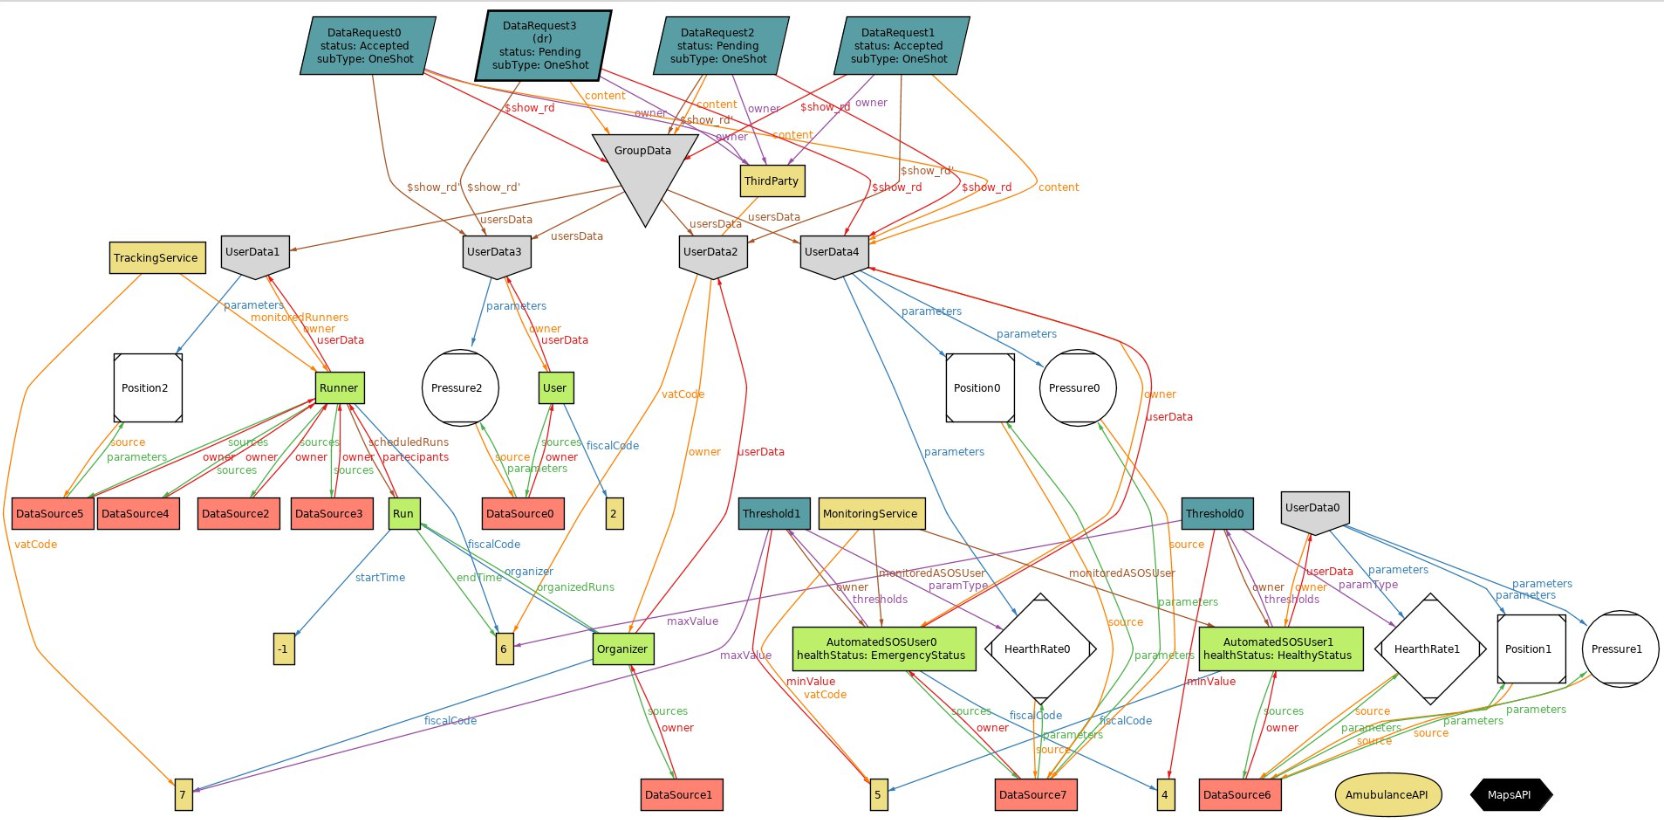 DataRequest0
status: Accepted
subType: OneShot
DataRequest3
(dr)
status: Pending
subType: OneShot
DataRequest2
status: Pending
subType: OneShot
DataRequest1
status: Accepted
subType: OneShot
content
$show_rd
owner
content
$show_rd'
owner
$show_rd
owner
owner
content
GroupData
ThirdParty
$show_rd'
$show_rd'
$show_rd
$show_rd'
$show_rd
content
usersData
usersData
usersData
usersData
TrackingService
UserData1
UserData3
UserData2
UserData4
parameters
monitoredRunners
owner
userData
parameters
owner
userData
parameters
parameters
Position2
Runner
Pressure2
User
vatCode
Position0
Pressure0
owner
userData
source
parameters
sources
owner
sources
owner
sources
owner
sources
owner
scheduledRuns
partecipants
source
parameters
sources
owner
fiscalCode
owner
userData
parameters
DataSource5
DataSource4
DataSource2
DataSource3
Run
DataSource0
2
Threshold1
MonitoringService
Threshold0
UserData0
vatCode
startTime
endTime
fiscalCode
organizer
organizedRuns
owner
thresholds
monitoredASOSUser
paramType
monitoredASOSUser
source
parameters
owner
thresholds
owner
userData
paramType
parameters
parameters
parameters
maxValue
source
-1
6
Organizer
AutomatedSOSUser0
healthStatus: EmergencyStatus
HearthRate0
AutomatedSOSUser1
healthStatus: HealthyStatus
HearthRate1
Position1
Pressure1
maxValue
parameters
minValue
vatCode
minValue
fiscalCode
sources
owner
sources
owner
fiscalCode
parameters
source
fiscalCode
sources
owner
source
parameters
source
source
parameters
parameters
7
DataSource1
5
DataSource7
4
DataSource6
AmubulanceAPI
MapsAPI